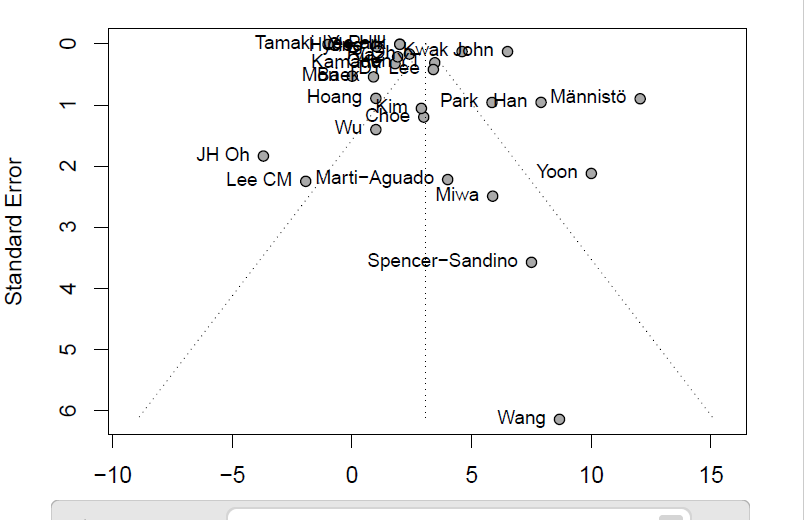 0
Tamaki
Kwak John
Lee
Hoang
Kim
Park
Han
Männistö
Choe
Wu
1
JH Oh
2
Lee CM
Marti−Aguado
Yoon
Miwa
3
Standard Error
Spencer−Sandino
4
5
6
Wang
−10
−5
0
5
10
15